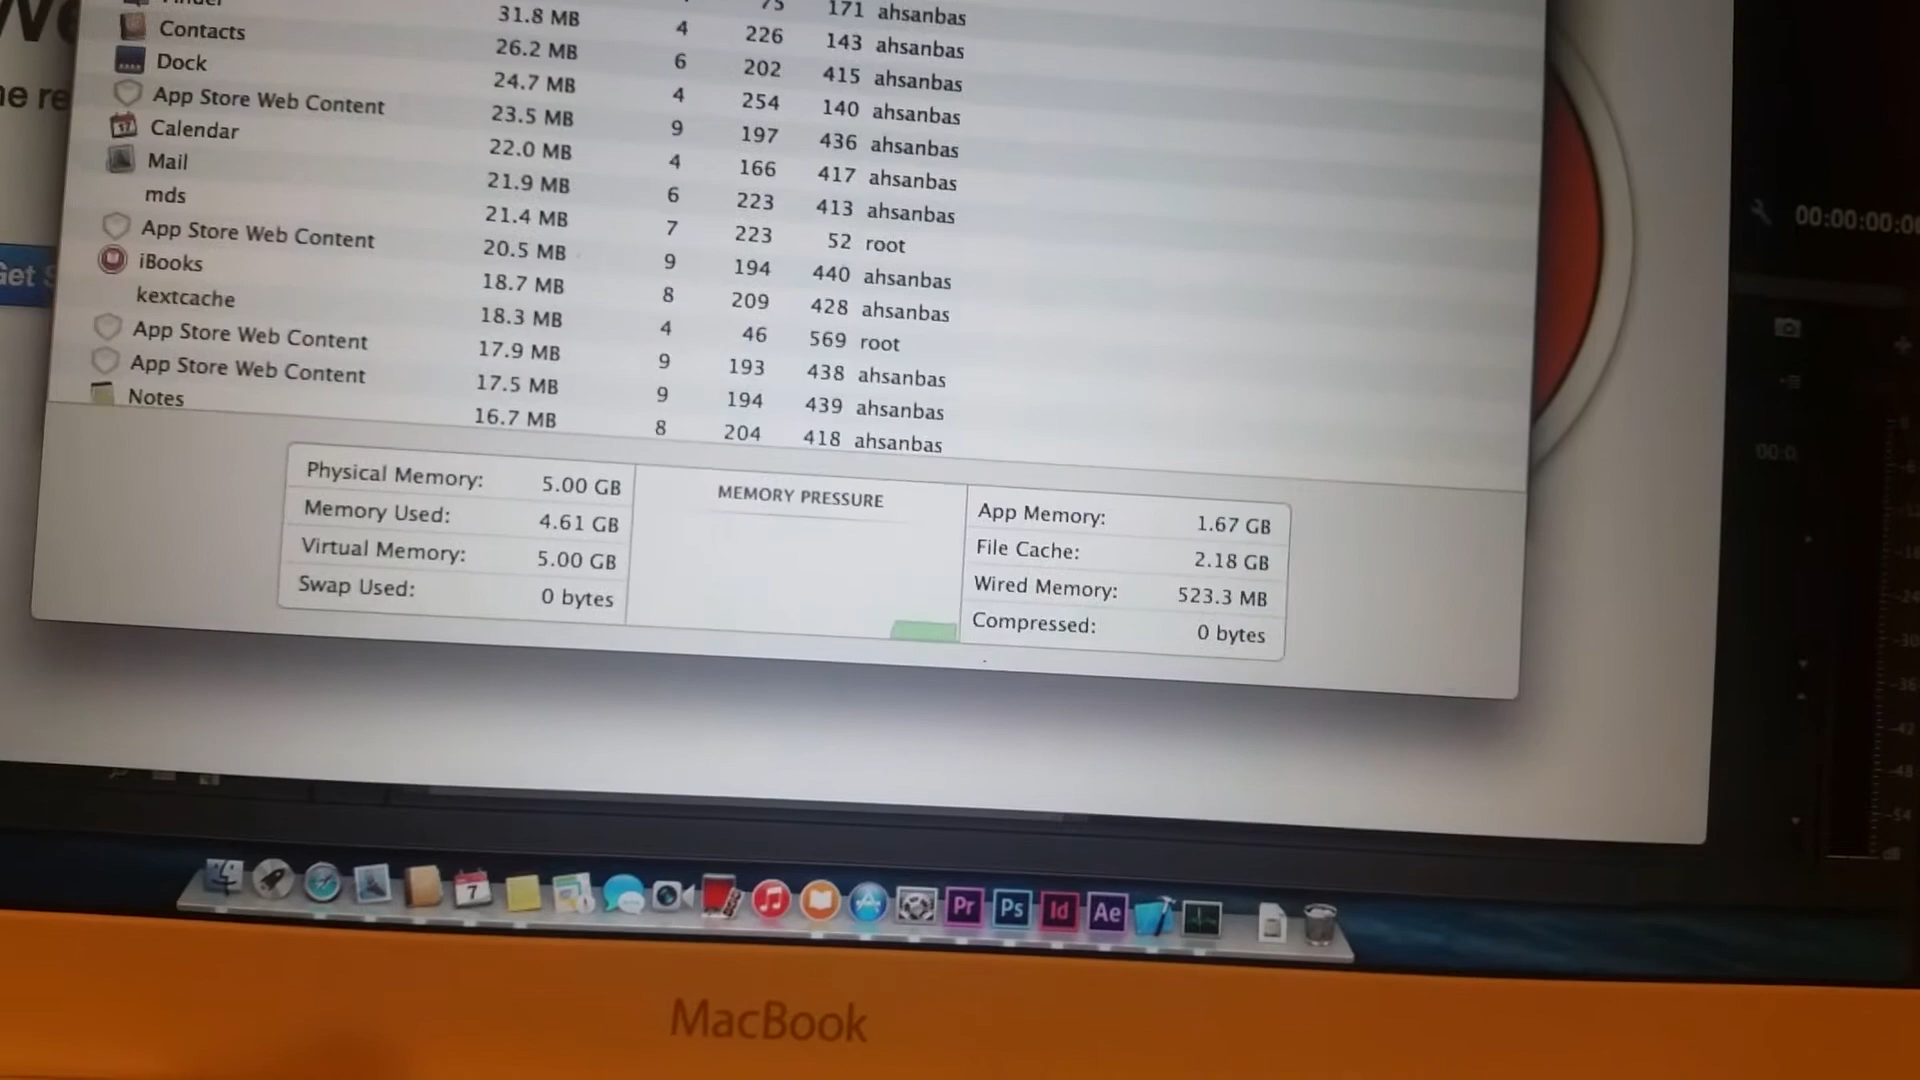 75 171 ahsanbas
Finder 31.8 MB 4 226 143 ahsanbas
Contacts 26.2 MB 6 202 415 ahsanbas
Dock 24.7 MB 4 254 140 ahsanbas
App Store Web Content 23.5 MB 9 197 436 ahsanbas
Calendar 22.0 MB 4 166 417 ahsanbas
Mail 21.9 MB 6 223 413 ahsanbas
mds 21.4 MB 7 223 52 root
App Store Web Content 20.5 MB 9 194 440 ahsanbas
iBooks 18.7 MB 8 209 428 ahsanbas
kextcache 18.3 MB 4 46 569 root
App Store Web Content 17.9 MB 9 193 438 ahsanbas
App Store Web Content 17.5 MB 9 194 439 ahsanbas
Notes 16.7 MB 8 204 418 ahsanbas
Physical Memory: 5.00 GB
Memory Used: 4.61 GB
Virtual Memory: 5.00 GB
Swap Used: 0 bytes
MEMORY PRESSURE
App Memory: 1.67 GB
File Cache: 2.18 GB
Wired Memory: 523.3 MB
Compressed: 0 bytes
Get
00:00:00:0
00:0
7
Pr Ps Id Ae
MacBook